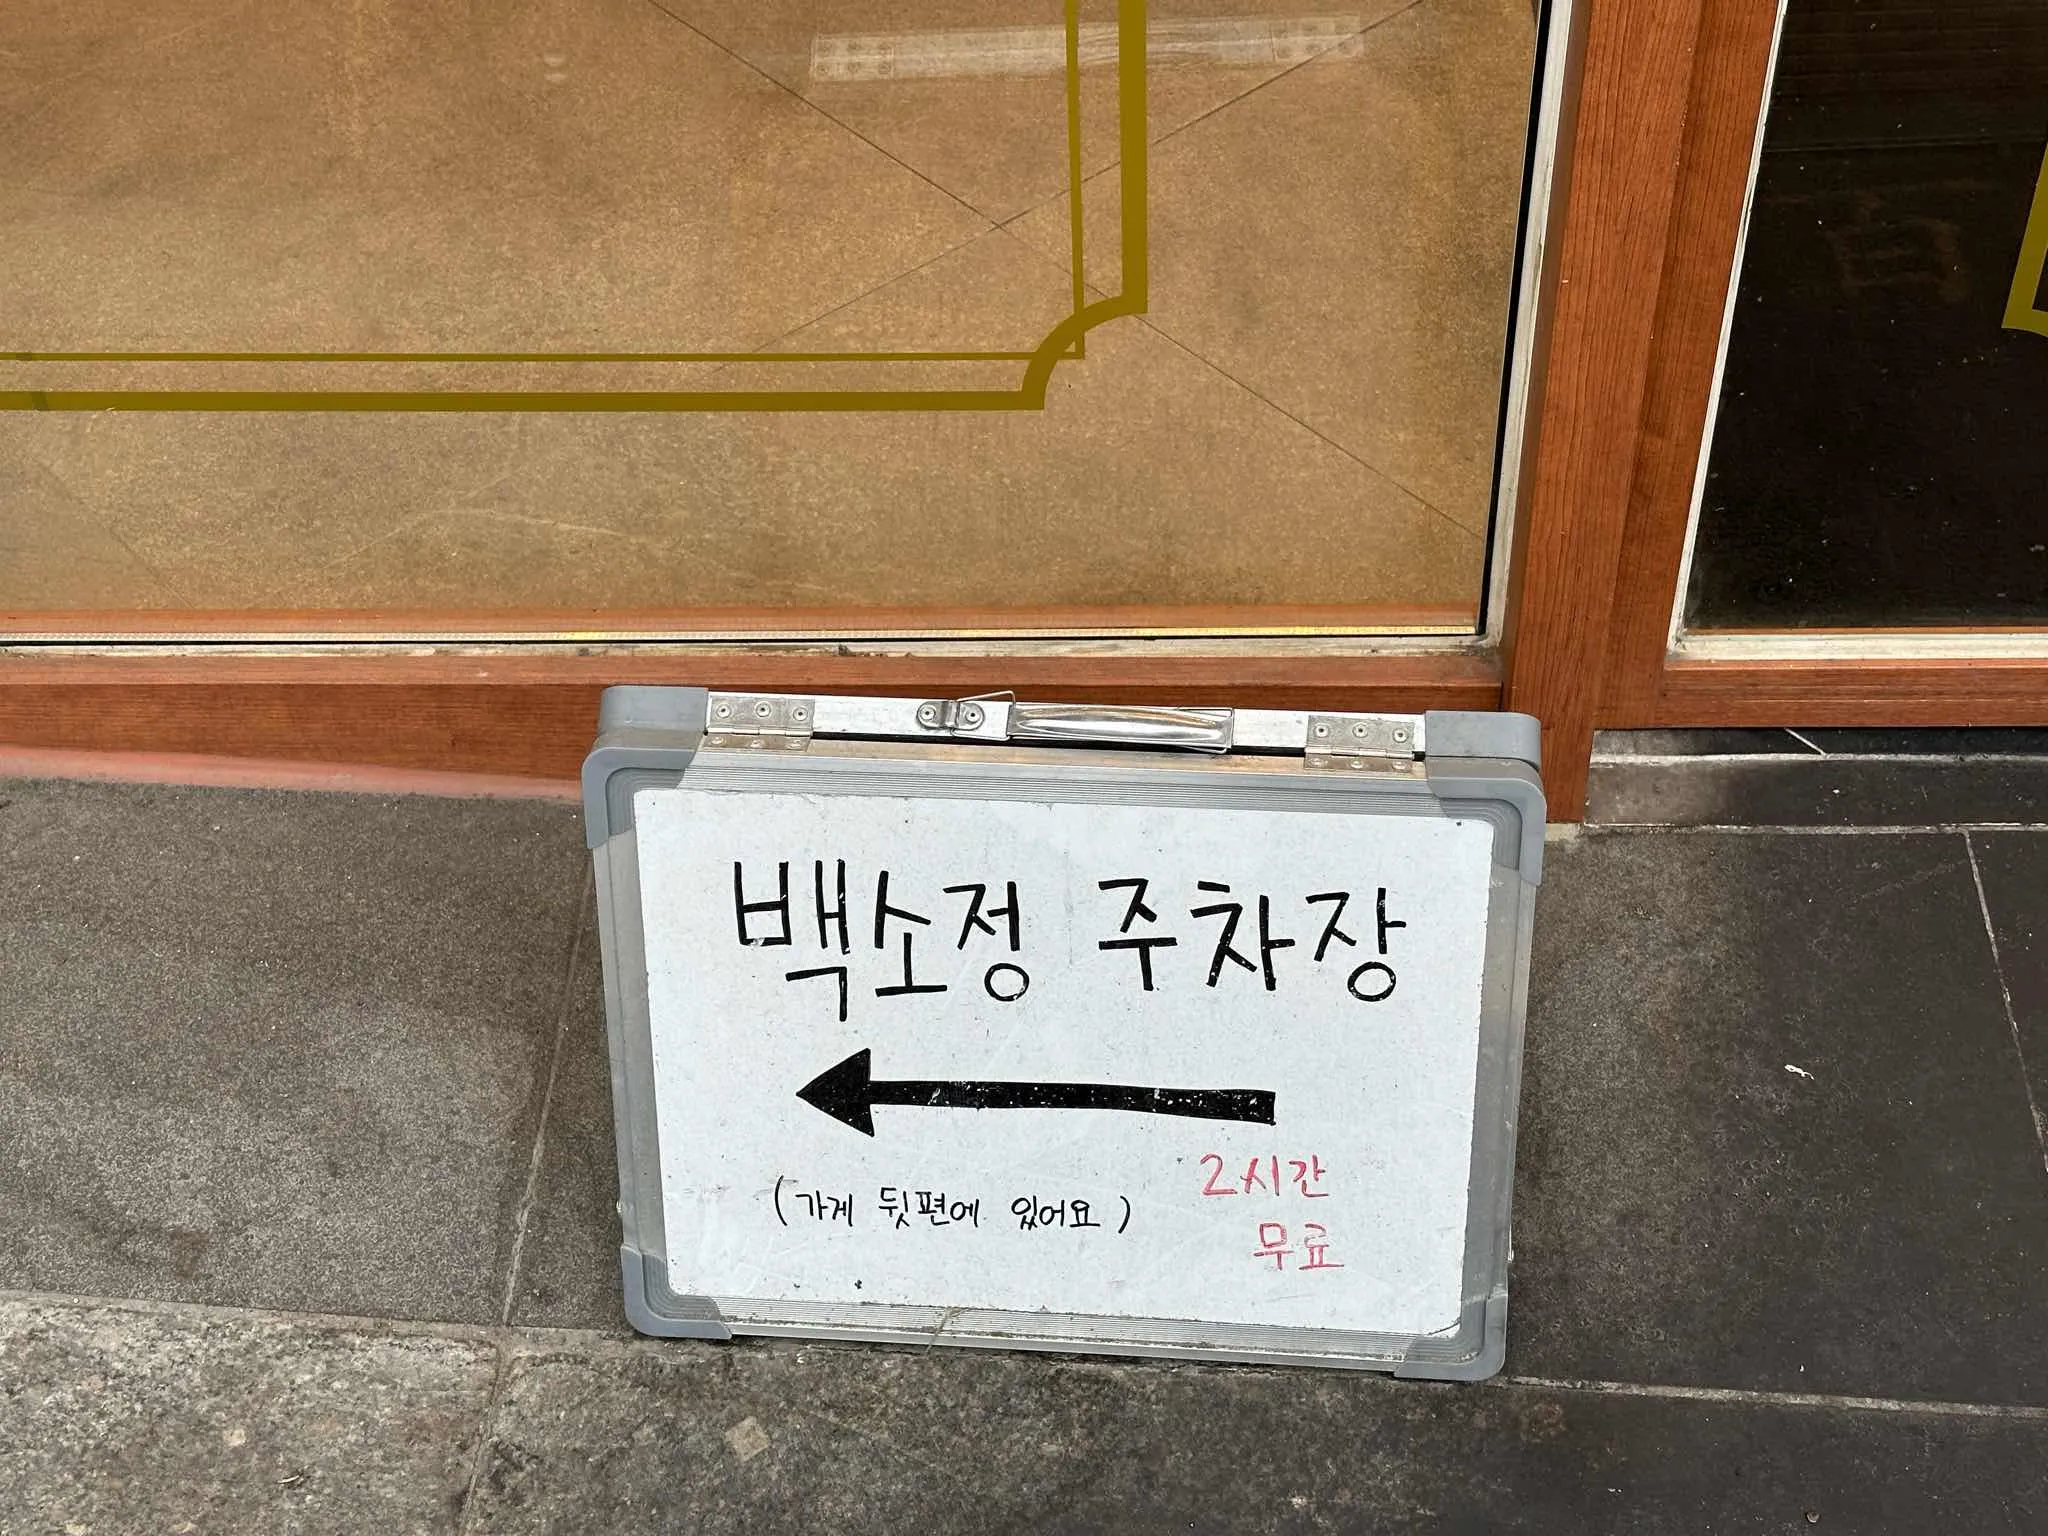 백소정 주차장
(가게 뒷편에 있어요)
2시간
무료